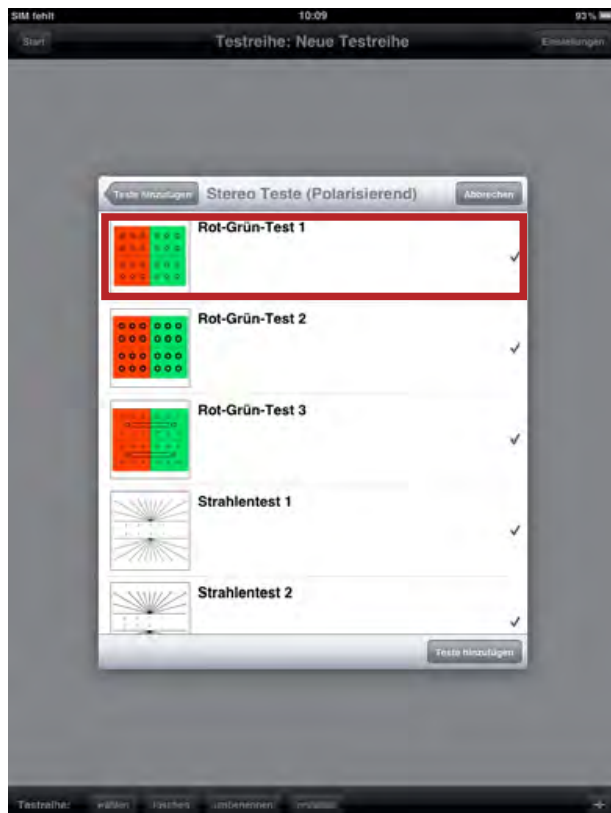 SIM fehlt 10:09 93 %
Start Testreihe: Neue Testreihe Einstellungen
Teste hinzufügen Stereo Teste (Polarisierend) Abbrechen
Rot-Grün-Test 1
Rot-Grün-Test 2
Rot-Grün-Test 3
Strahlentest 1
Strahlentest 2
Teste hinzufügen
Testreihe: wählen löschen umbenennen